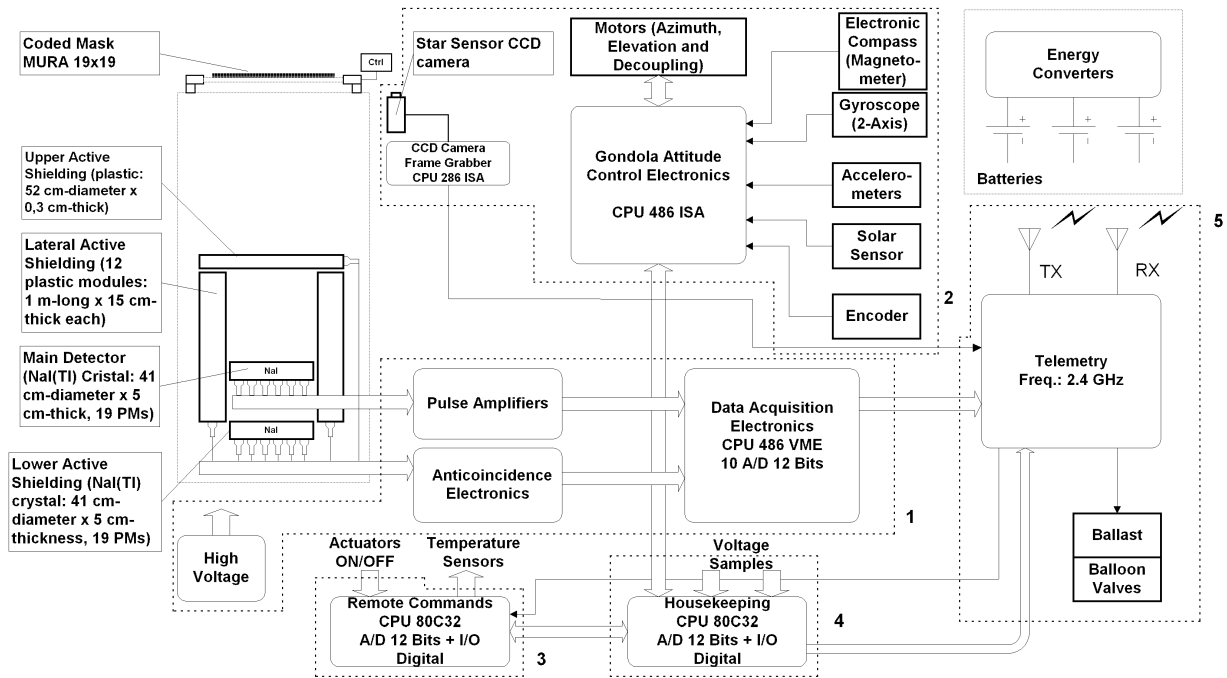 Coded Mask
MURA 19x19
Ctrl
Star Sensor CCD
camera
Motors (Azimuth,
Elevation and
Decoupling)
Electronic
Compass
(Magneto-
meter)
Gyroscope
(2-Axis)
Accelero-
meters
Solar
Sensor
Encoder
Energy
Converters
+
+
+
Batteries
CCD Camera
Frame Grabber
CPU 286 ISA
Gondola Attitude
Control Electronics
CPU 486 ISA
2
5
TX
RX
Telemetry
Freq.: 2.4 GHz
Ballast
Balloon
Valves
Upper Active
Shielding (plastic:
52 cm-diameter x
0,3 cm-thick)
Lateral Active
Shielding (12
plastic modules:
1 m-long x 15 cm-
thick each)
Main Detector
(NaI(Tl) Cristal: 41
cm-diameter x 5
cm-thick, 19 PMs)
Lower Active
Shielding (NaI(Tl)
crystal: 41 cm-
diameter x 5 cm-
thickness, 19 PMs)
NaI
NaI
Pulse Amplifiers
Anticoincidence
Electronics
Data Acquisition
Electronics
CPU 486 VME
10 A/D 12 Bits
1
High
Voltage
Actuators
ON/OFF
Temperature
Sensors
Remote Commands
CPU 80C32
A/D 12 Bits + I/O
Digital
3
Voltage
Samples
Housekeeping
CPU 80C32
A/D 12 Bits + I/O
Digital
4